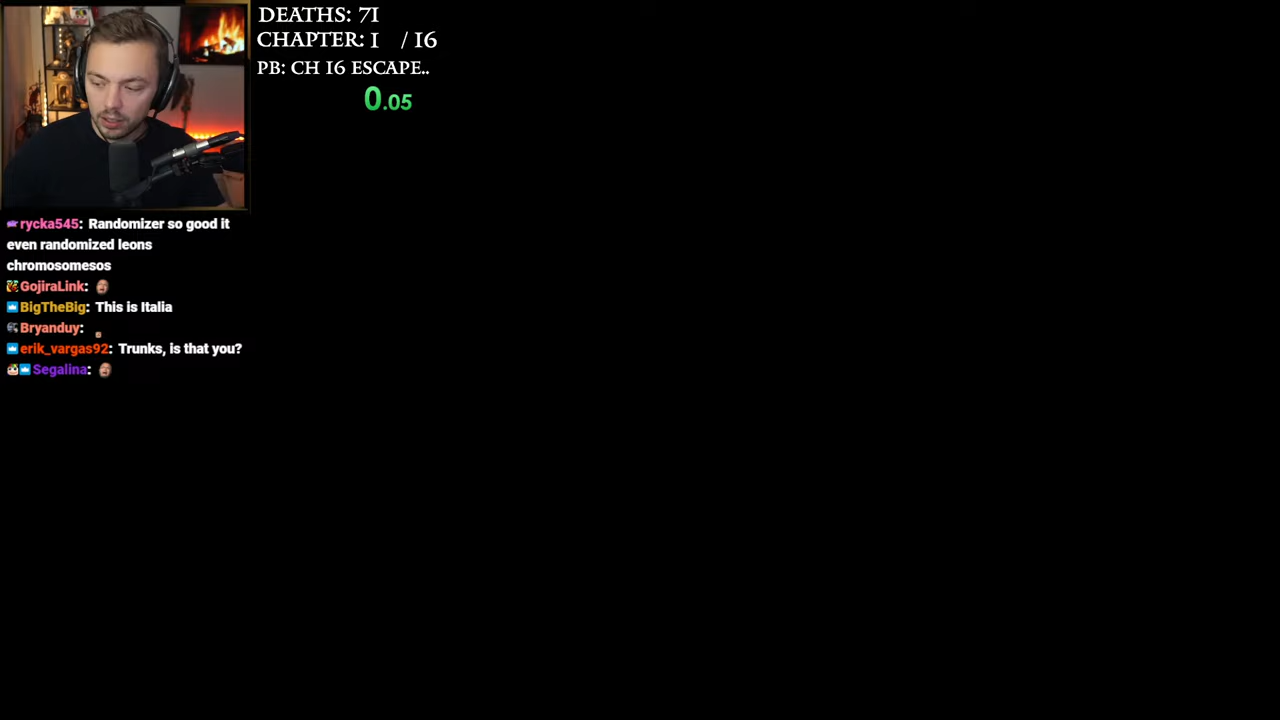 DEATHS: 71
CHAPTER: 1 / 16
PB: CH 16 ESCAPE..
0.05
rycka545: Randomizer so good it
even randomized leons
chromosomesos
GojiraLink:
BigTheBig: This is Italia
Bryanduy:
erik_vargas92: Trunks, is that you?
Segalina: